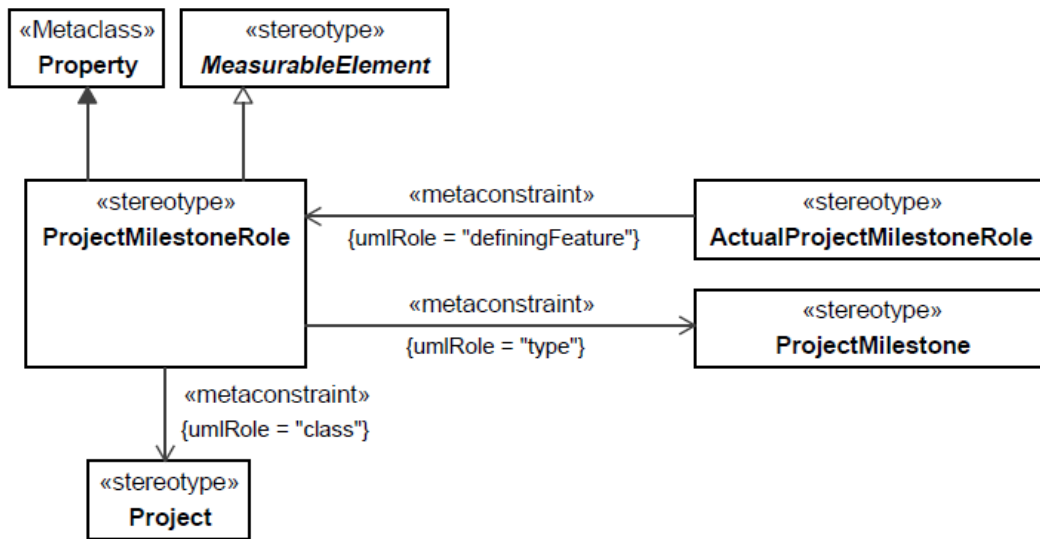 «Metaclass»
Property
«stereotype»
MeasurableElement
«stereotype»
ProjectMilestoneRole
«metaconstraint»
{umlRole = "definingFeature"}
«stereotype»
ActualProjectMilestoneRole
«metaconstraint»
{umlRole = "type"}
«stereotype»
ProjectMilestone
«metaconstraint»
{umlRole = "class"}
«stereotype»
Project